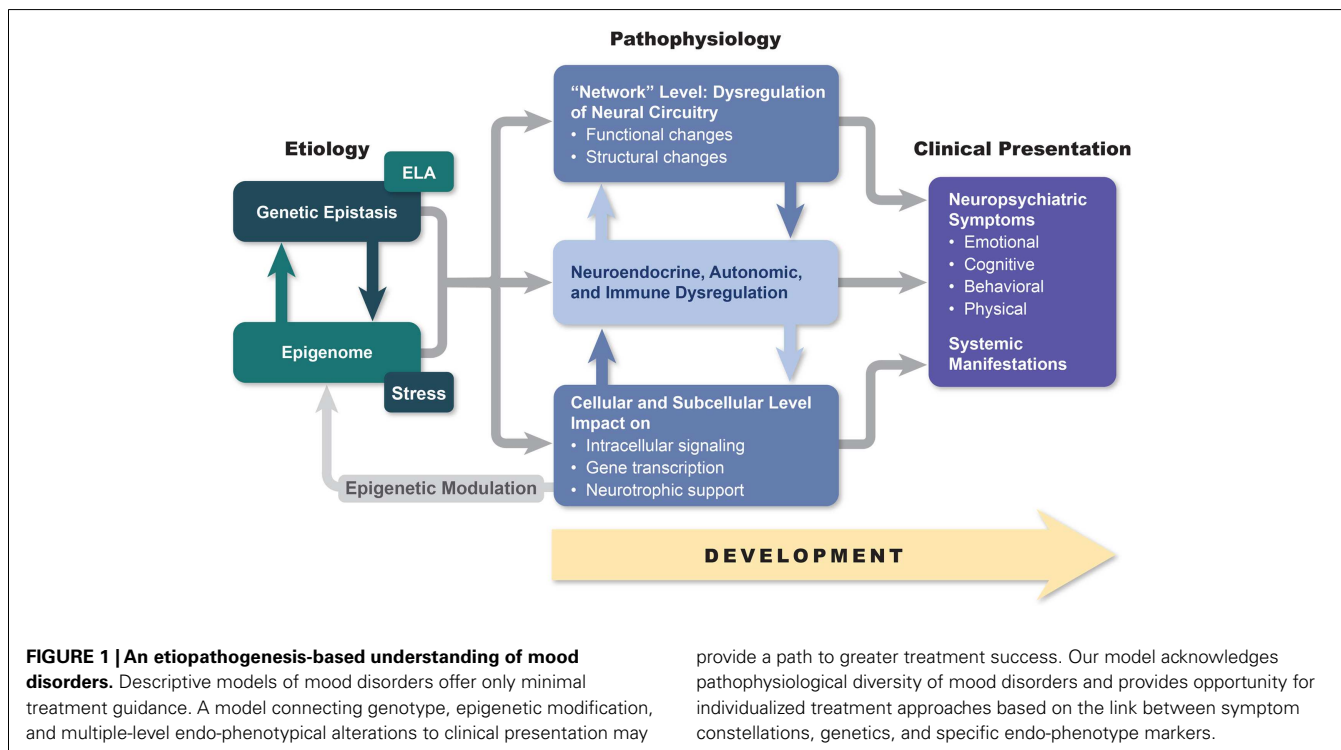 Pathophysiology
Etiology
ELA
Genetic Epistasis
Epigenome
Stress
Epigenetic Modulation
“Network” Level: Dysregulation
of Neural Circuitry
• Functional changes
• Structural changes
Neuroendocrine, Autonomic,
and Immune Dysregulation
Cellular and Subcellular Level
Impact on
• Intracellular signaling
• Gene transcription
• Neurotrophic support
Clinical Presentation
Neuropsychiatric
Symptoms
• Emotional
• Cognitive
• Behavioral
• Physical
Systemic
Manifestations
DEVELOPMENT
FIGURE 1 | An etiopathogenesis-based understanding of mood
disorders. Descriptive models of mood disorders offer only minimal
treatment guidance. A model connecting genotype, epigenetic modification,
and multiple-level endo-phenotypical alterations to clinical presentation may
provide a path to greater treatment success. Our model acknowledges
pathophysiological diversity of mood disorders and provides opportunity for
individualized treatment approaches based on the link between symptom
constellations, genetics, and specific endo-phenotype markers.